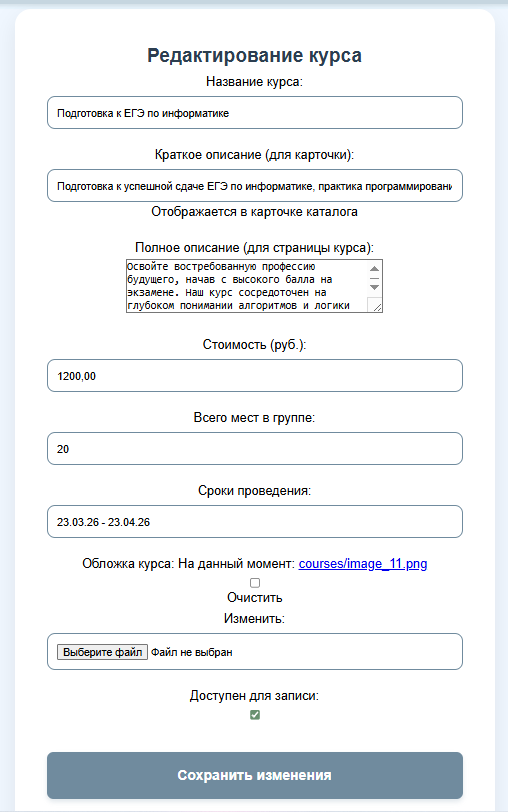 Редактирование курса
Название курса:
Подготовка к ЕГЭ по информатике
Краткое описание (для карточки):
Подготовка к успешной сдаче ЕГЭ по информатике, практика
Отображается в карточке каталога
Полное описание (для страницы курса):
Освойте востребованную профессию
будущего, начав с высокого балла на
экзамене. Наш курс сосредоточен на
глубоком понимании алгоритмов и логики
Стоимость (руб.):
1200,00
Всего мест в группе:
20
Сроки проведения:
23.03.26 - 23.04.26
Обложка курса: На данный момент: courses/image_11.png
Очистить
Изменить:
Выберите файл Файл не выбран
Доступен для записи:
Сохранить изменения